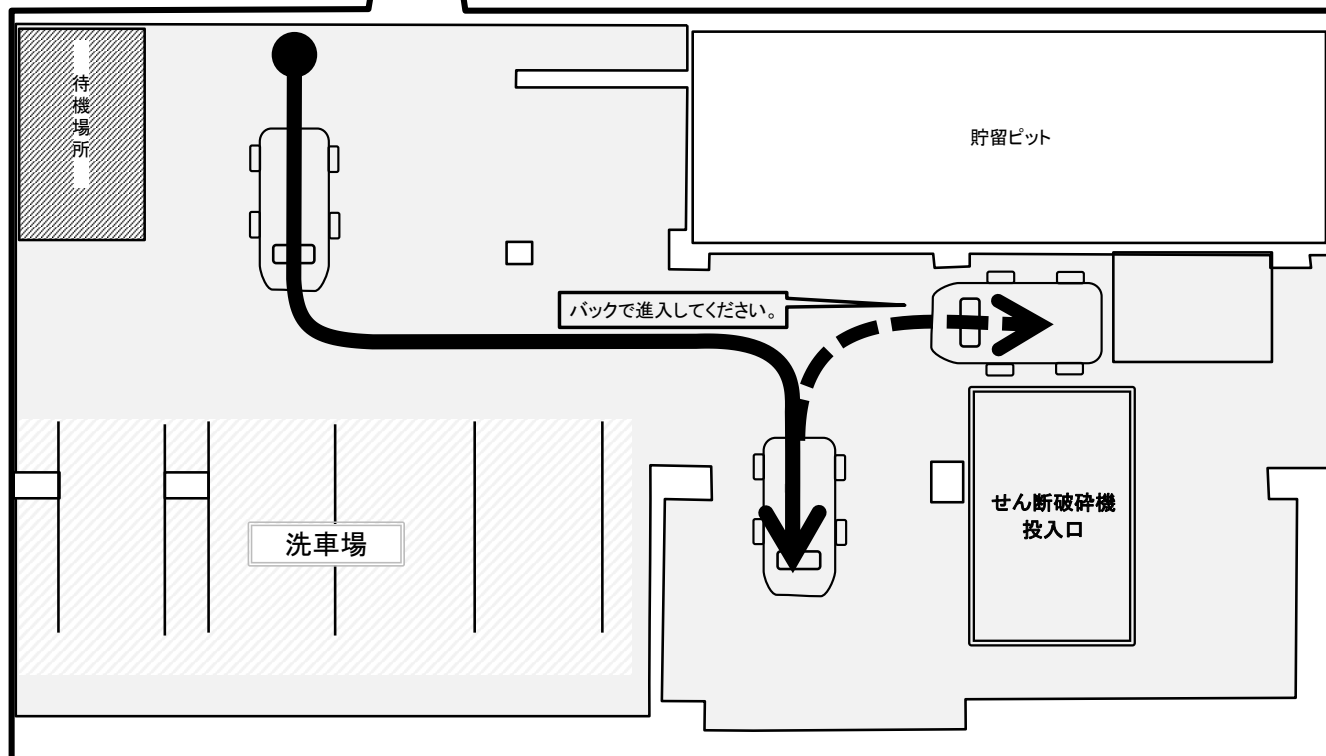 待機場所
貯留ピット
バックで進入してください。
せん断破砕機
投入口
洗車場